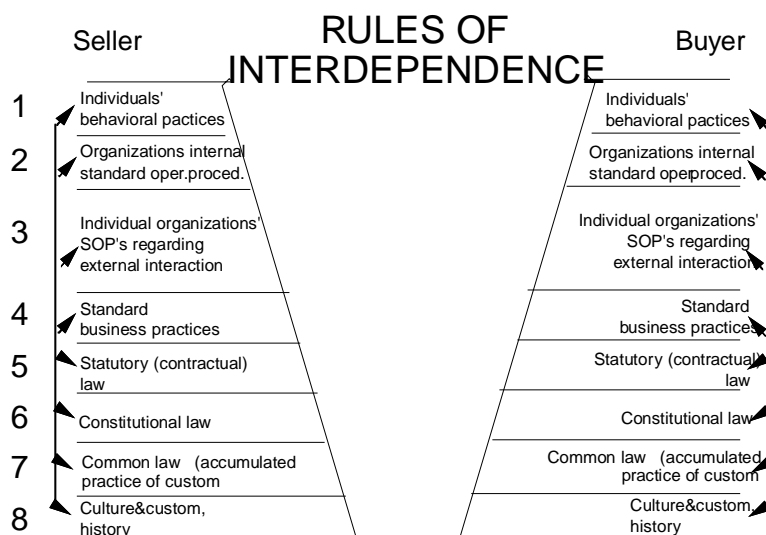 RULES OF
INTERDEPENDENCE
Seller
Buyer
1
Individuals'
behavioral pactices
Individuals'
behavioral pactices
2
Organizations internal
standard oper.proced.
Organizations internal
standard oper.proced.
3
Individual organizations'
SOP's regarding
external interaction
Individual organizations'
SOP's regarding
external interaction
4
Standard
business practices
Standard
business practices
5
Statutory (contractual)
law
Statutory (contractual)
law
6
Constitutional law
Constitutional law
7
Common law (accumulated
practice of custom
Common law (accumulated
practice of custom
8
Culture&custom,
history
Culture&custom,
history